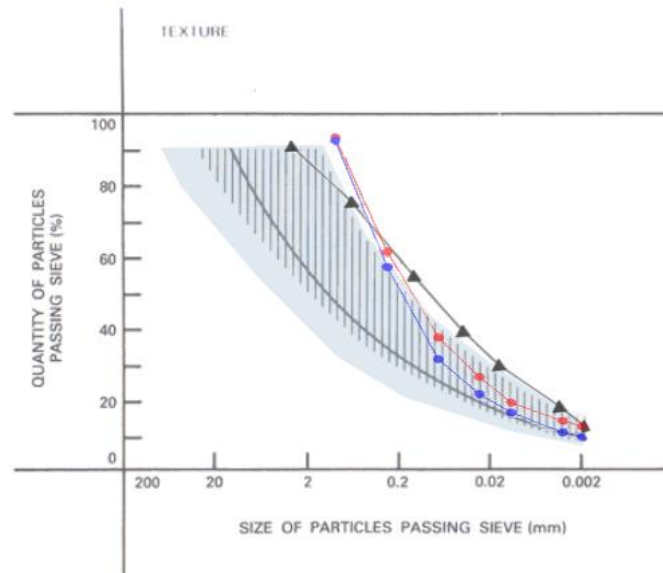 TEXTURE
100
80
60
40
20
0
QUANTITY OF PARTICLES
PASSING SIEVE (%)
200 20 2 0.2 0.02 0.002
SIZE OF PARTICLES PASSING SIEVE (mm)